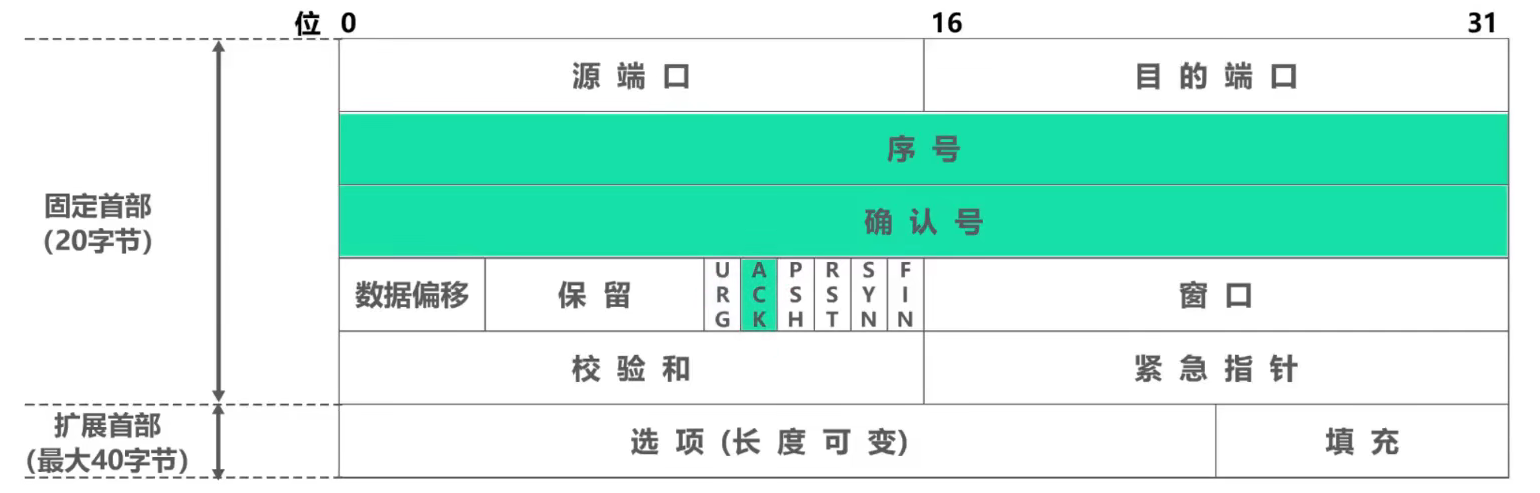 位 0 16 31
源端口 目的端口
序号
固定首部
(20字节)
确认号
数据偏移 保留 URG ACK PSH RST SYN FIN 窗口
校验和 紧急指针
扩展首部
(最大40字节)
选项(长度可变) 填充